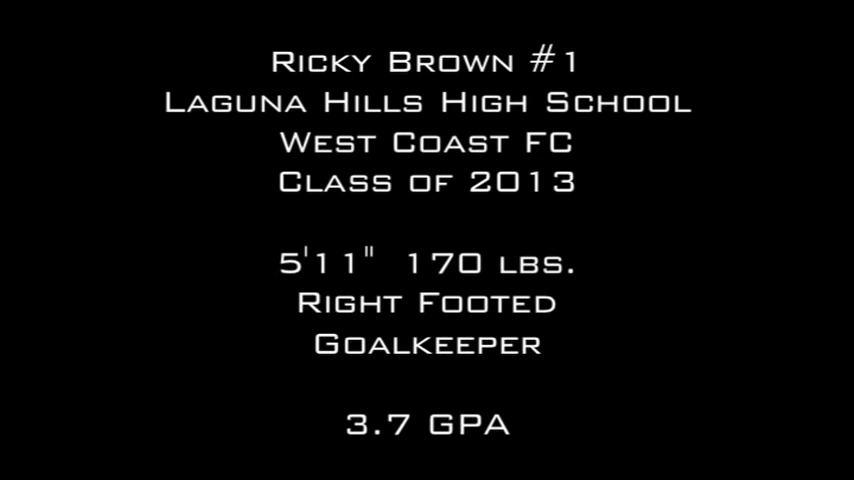 Ricky Brown #1
Laguna Hills High School
West Coast FC
Class of 2013
5'11" 170 lbs.
Right Footed
Goalkeeper
3.7 GPA